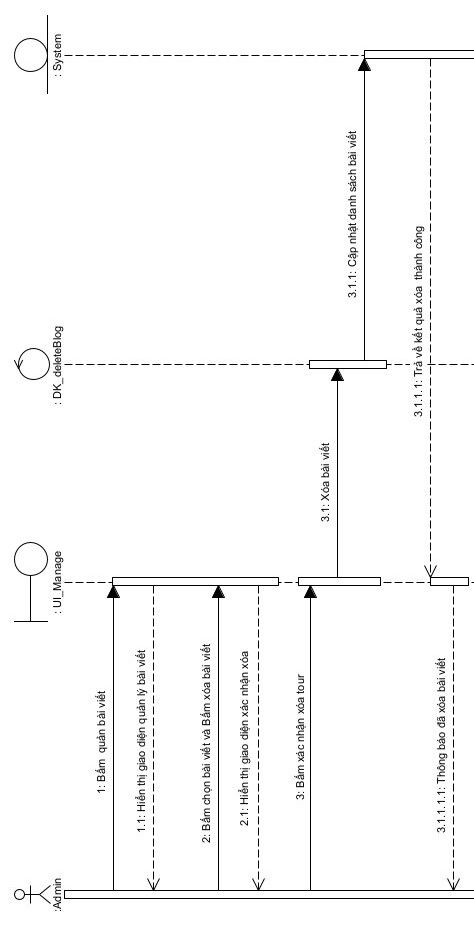 :Admin
: UI_Manage
: DK_deleteBlog
: System
1: Bấm quản bài viết
1.1: Hiển thị giao diện quản lý bài viết
2: Bấm chọn bài viết và Bấm xóa bài viết
2.1: Hiển thị giao diện xác nhận xóa
3: Bấm xác nhận xóa tour
3.1: Xóa bài viết
3.1.1: Cập nhật danh sách bài viết
3.1.1.1: Trả về kết quả xóa thành công
3.1.1.1.1: Thông báo đã xóa bài viết